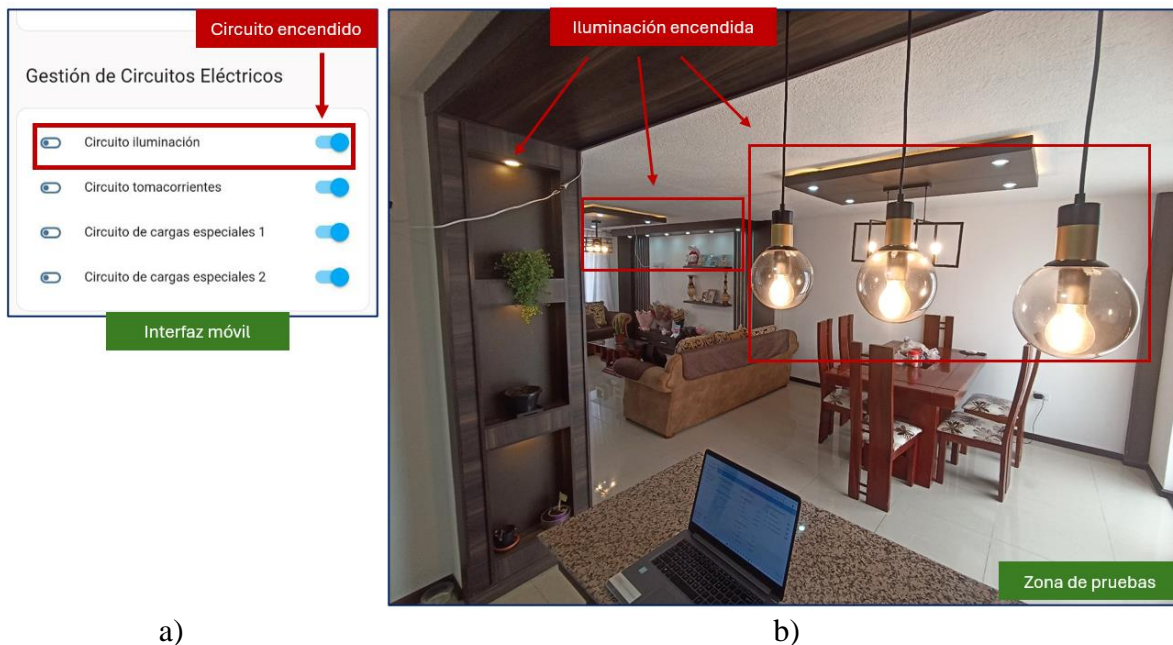 Circuito encendido
Gestión de Circuitos Eléctricos
Circuito iluminación
Circuito tomacorrientes
Circuito de cargas especiales 1
Circuito de cargas especiales 2
Interfaz móvil
Iluminación encendida
Zona de pruebas
a)
b)